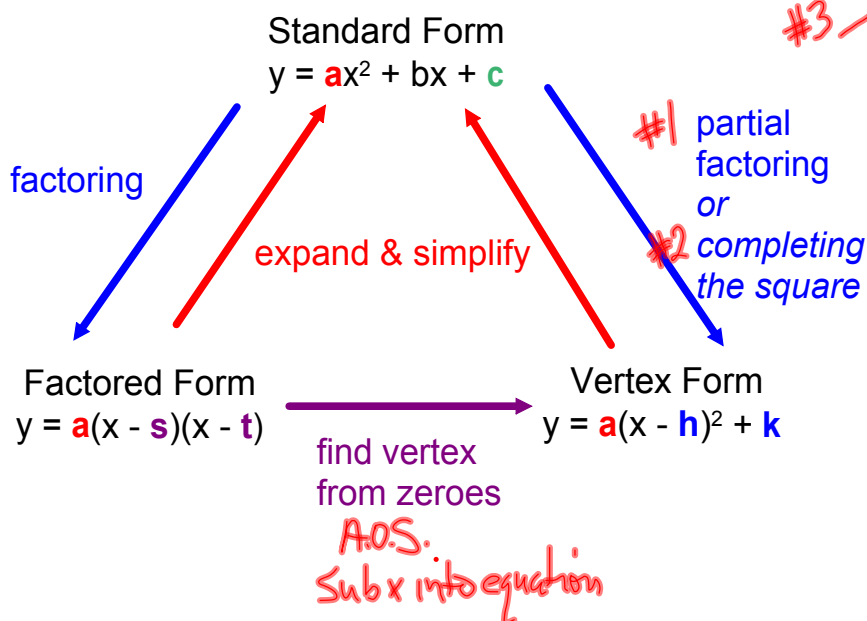 Standard Form
y = ax² + bx + c
#3 –
factoring
#1 partial
factoring
or
#2 completing
the square
expand & simplify
Factored Form
y = a(x - s)(x - t)
Vertex Form
y = a(x - h)² + k
find vertex
from zeroes
A.O.S.
Sub x into equation